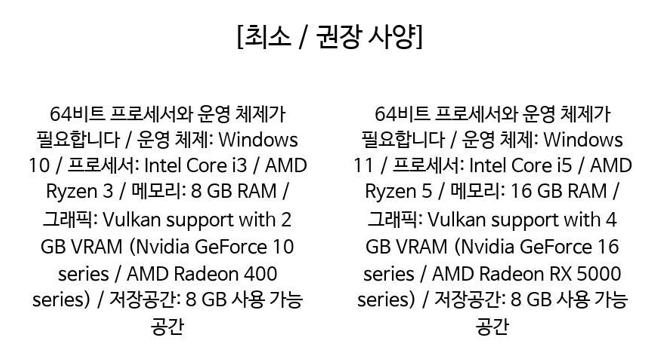 [최소 / 권장 사양]
64비트 프로세서와 운영 체제가
필요합니다 / 운영 체제: Windows
10 / 프로세서: Intel Core i3 / AMD
Ryzen 3 / 메모리: 8 GB RAM /
그래픽: Vulkan support with 2
GB VRAM (Nvidia GeForce 10
series / AMD Radeon 400
series) / 저장공간: 8 GB 사용 가능
공간
64비트 프로세서와 운영 체제가
필요합니다 / 운영 체제: Windows
11 / 프로세서: Intel Core i5 / AMD
Ryzen 5 / 메모리: 16 GB RAM /
그래픽: Vulkan support with 4
GB VRAM (Nvidia GeForce 16
series / AMD Radeon RX 5000
series) / 저장공간: 8 GB 사용 가능
공간